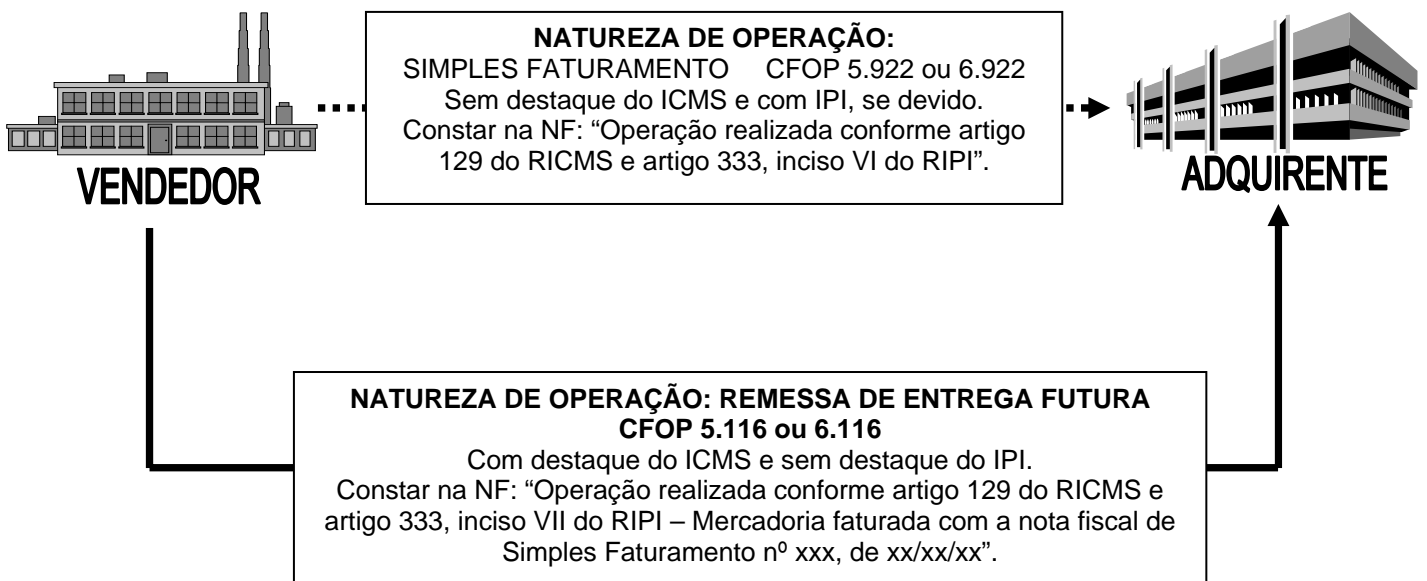 NATUREZA DE OPERAÇÃO:
SIMPLES FATURAMENTO CFOP 5.922 ou 6.922
Sem destaque do ICMS e com IPI, se devido.
Constar na NF: “Operação realizada conforme artigo
129 do RICMS e artigo 333, inciso VI do RIPI”.
VENDEDOR
ADQUIRENTE
NATUREZA DE OPERAÇÃO: REMESSA DE ENTREGA FUTURA
CFOP 5.116 ou 6.116
Com destaque do ICMS e sem destaque do IPI.
Constar na NF: “Operação realizada conforme artigo 129 do RICMS e
artigo 333, inciso VII do RIPI – Mercadoria faturada com a nota fiscal de
Simples Faturamento nº xxx, de xx/xx/xx”.